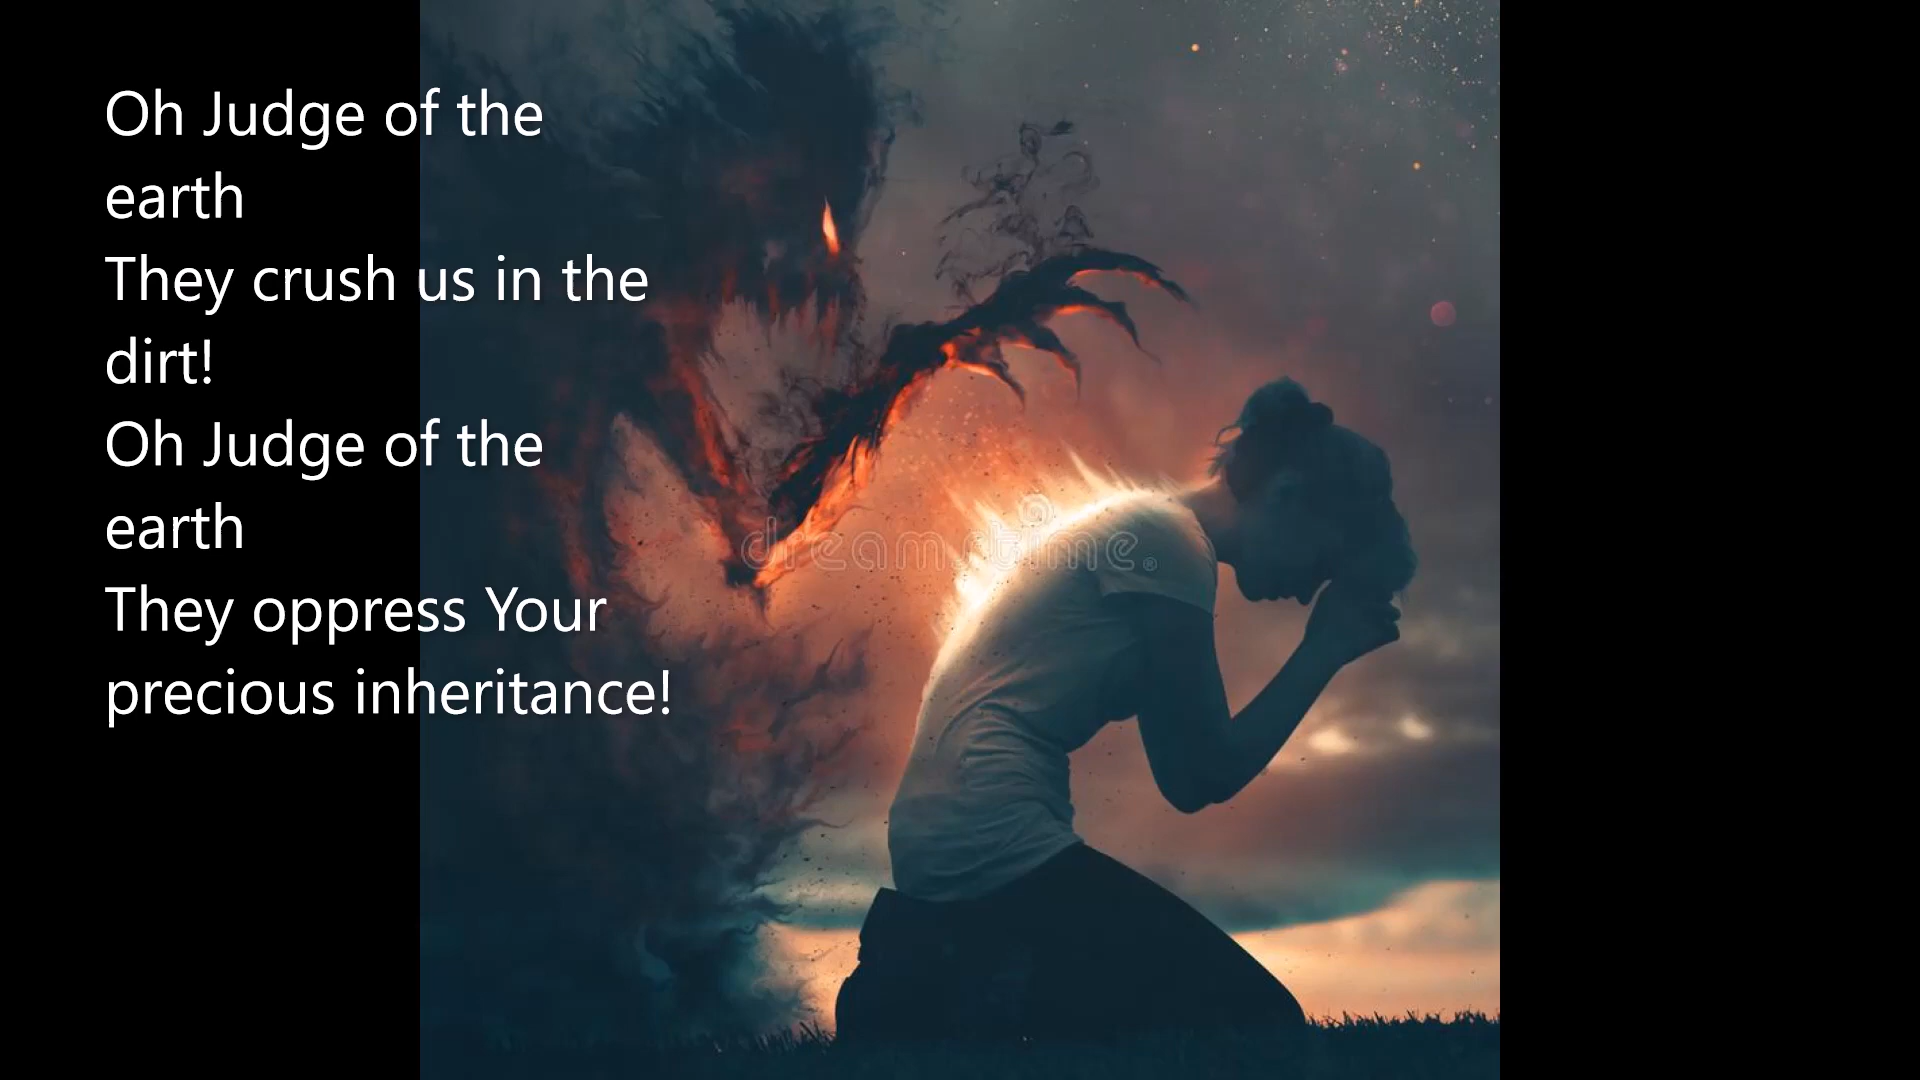 Oh Judge of the
earth
They crush us in the
dirt!
Oh Judge of the
earth
They oppress Your
precious inheritance!
dreamstime®